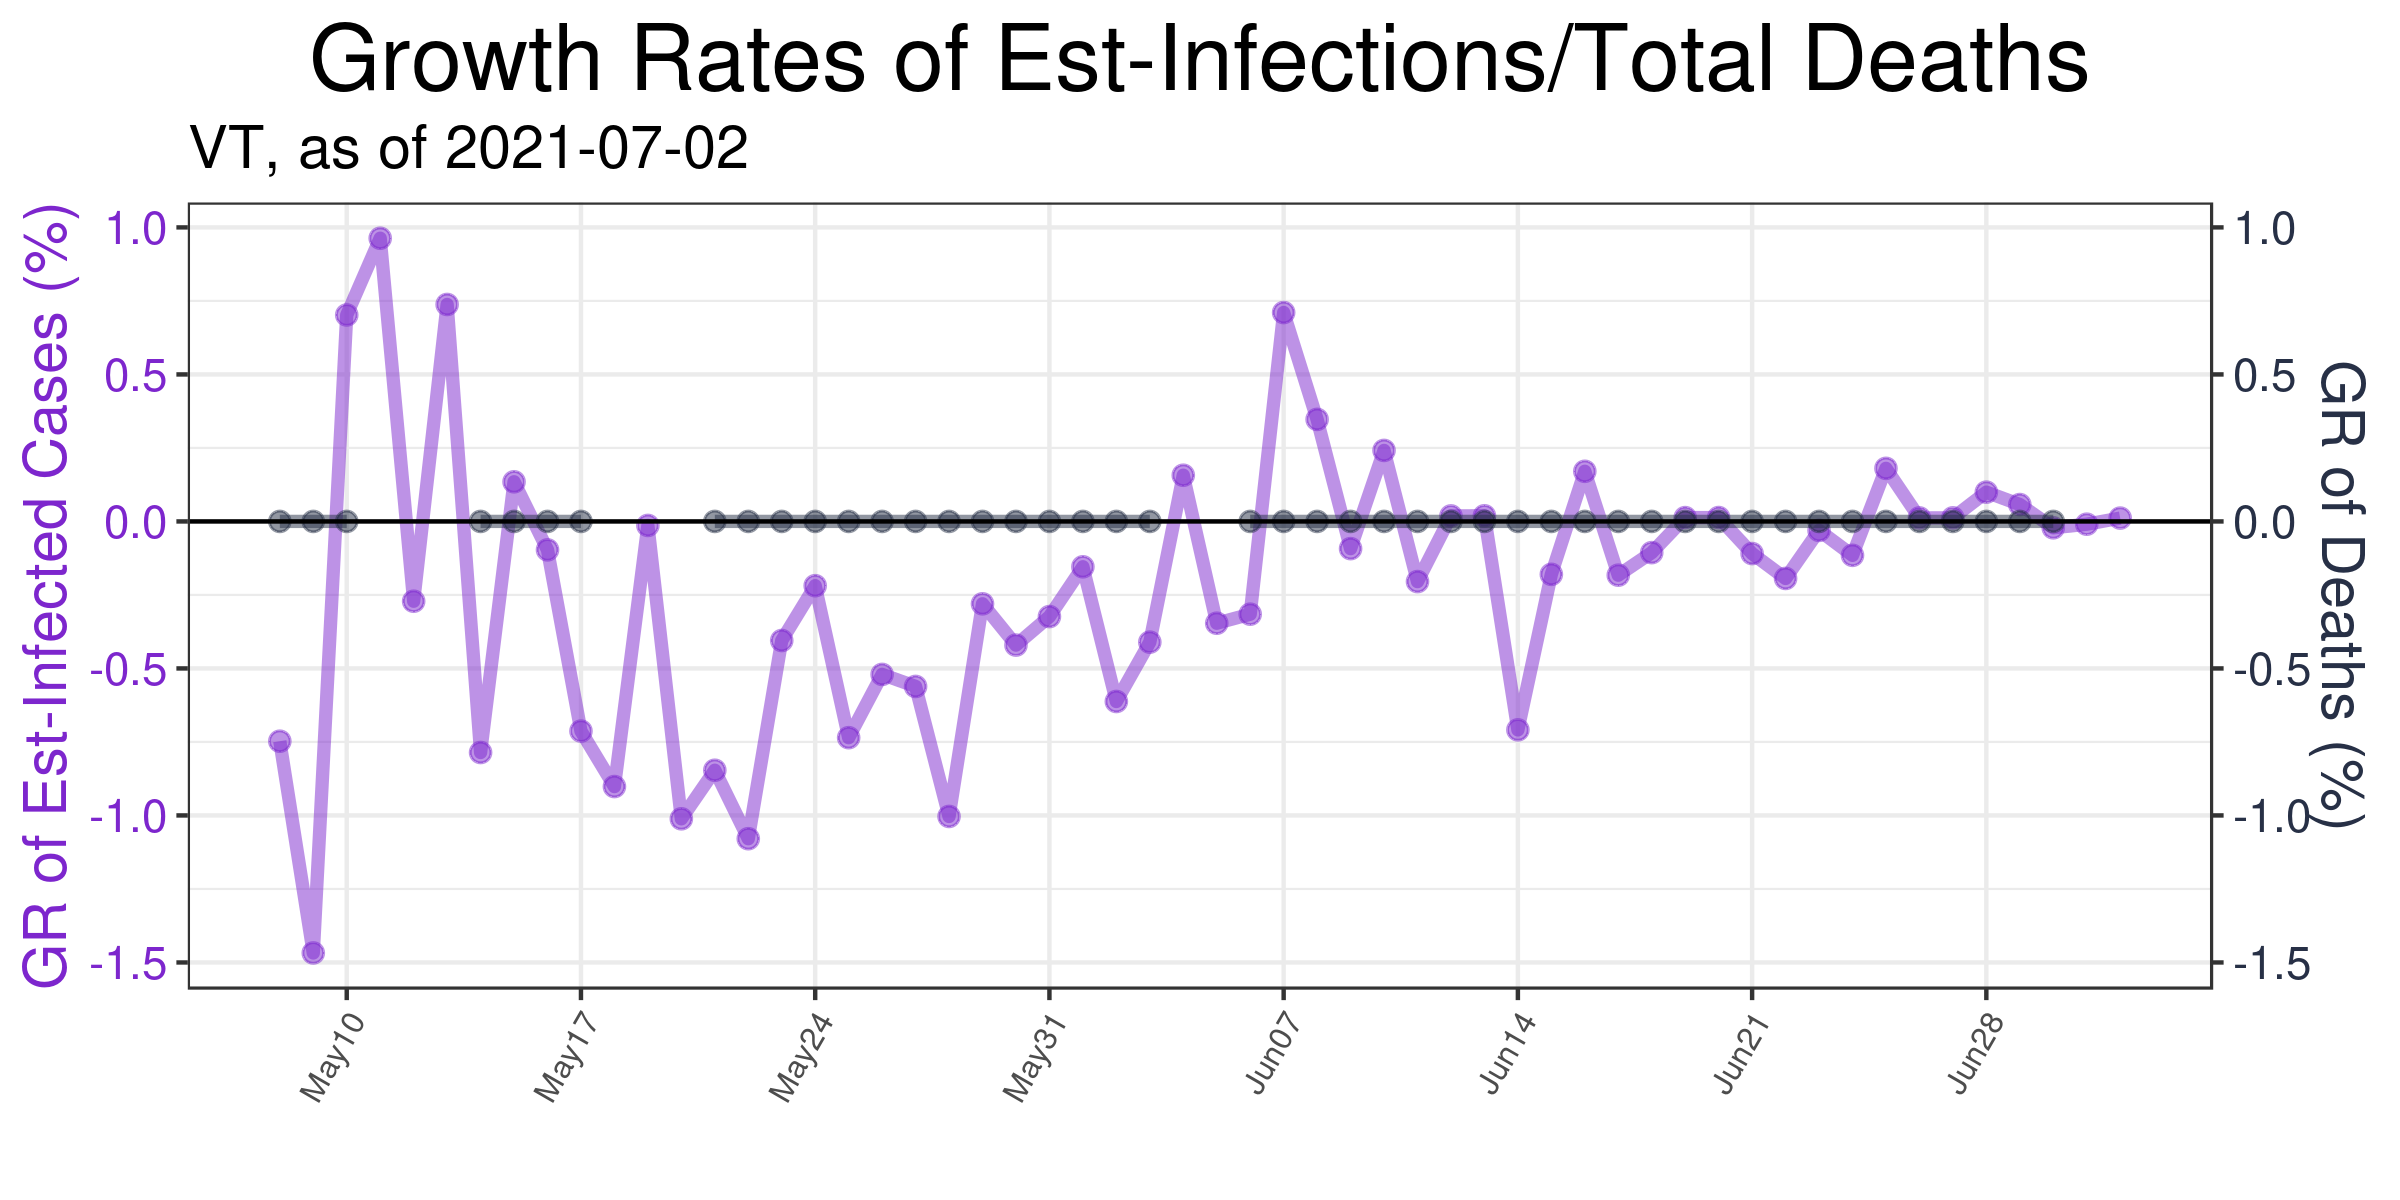 Growth Rates of Est-Infections/Total Deaths
VT, as of 2021-07-02
GR of Est-Infected Cases (%)
1.0
0.5
0.0
-0.5
-1.0
-1.5
1.0
0.5
0.0
-0.5
-1.0
-1.5
GR of Deaths (%)
May10
May17
May24
May31
Jun07
Jun14
Jun21
Jun28